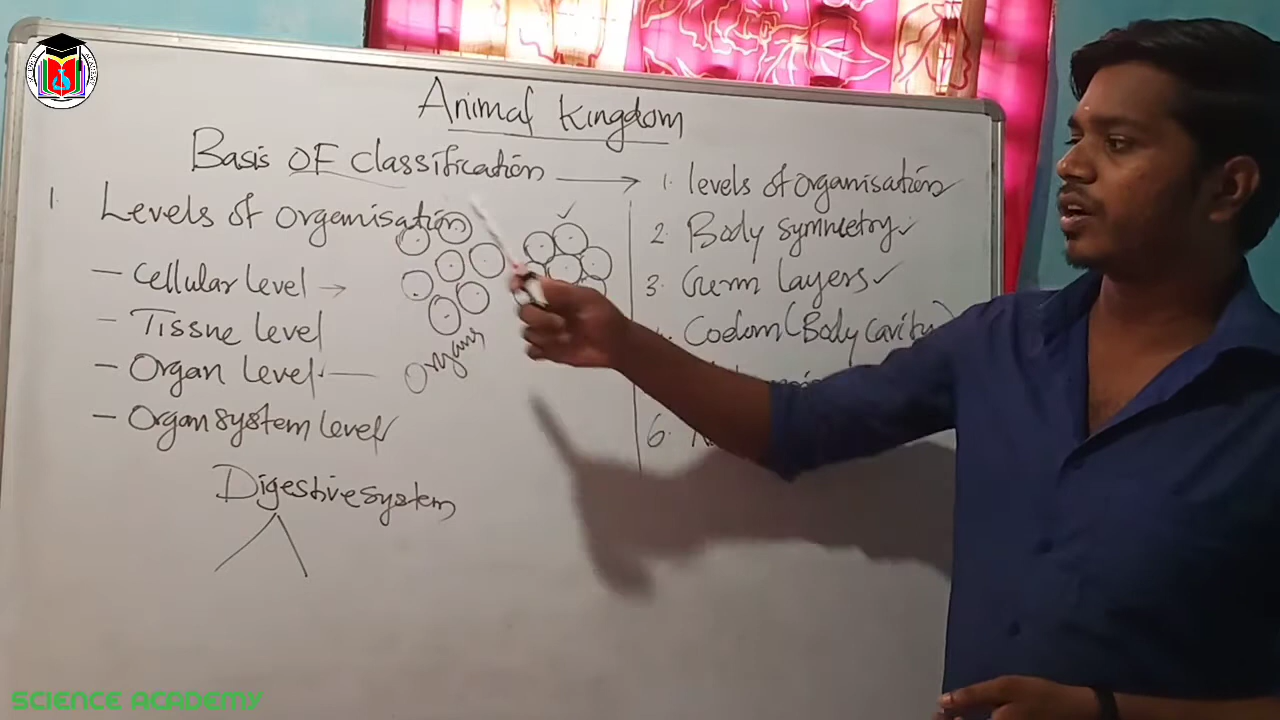 Animal Kingdom
Basis OF classification
1. levels of organisation
2. Body symmetry
3. Germ layers
Coelom (Body cavity)
6.
1. Levels of organisation
- cellular level
- Tissue level
- Organ level
- Organ system level
Organs
Digestive system
SCIENCE ACADEMY